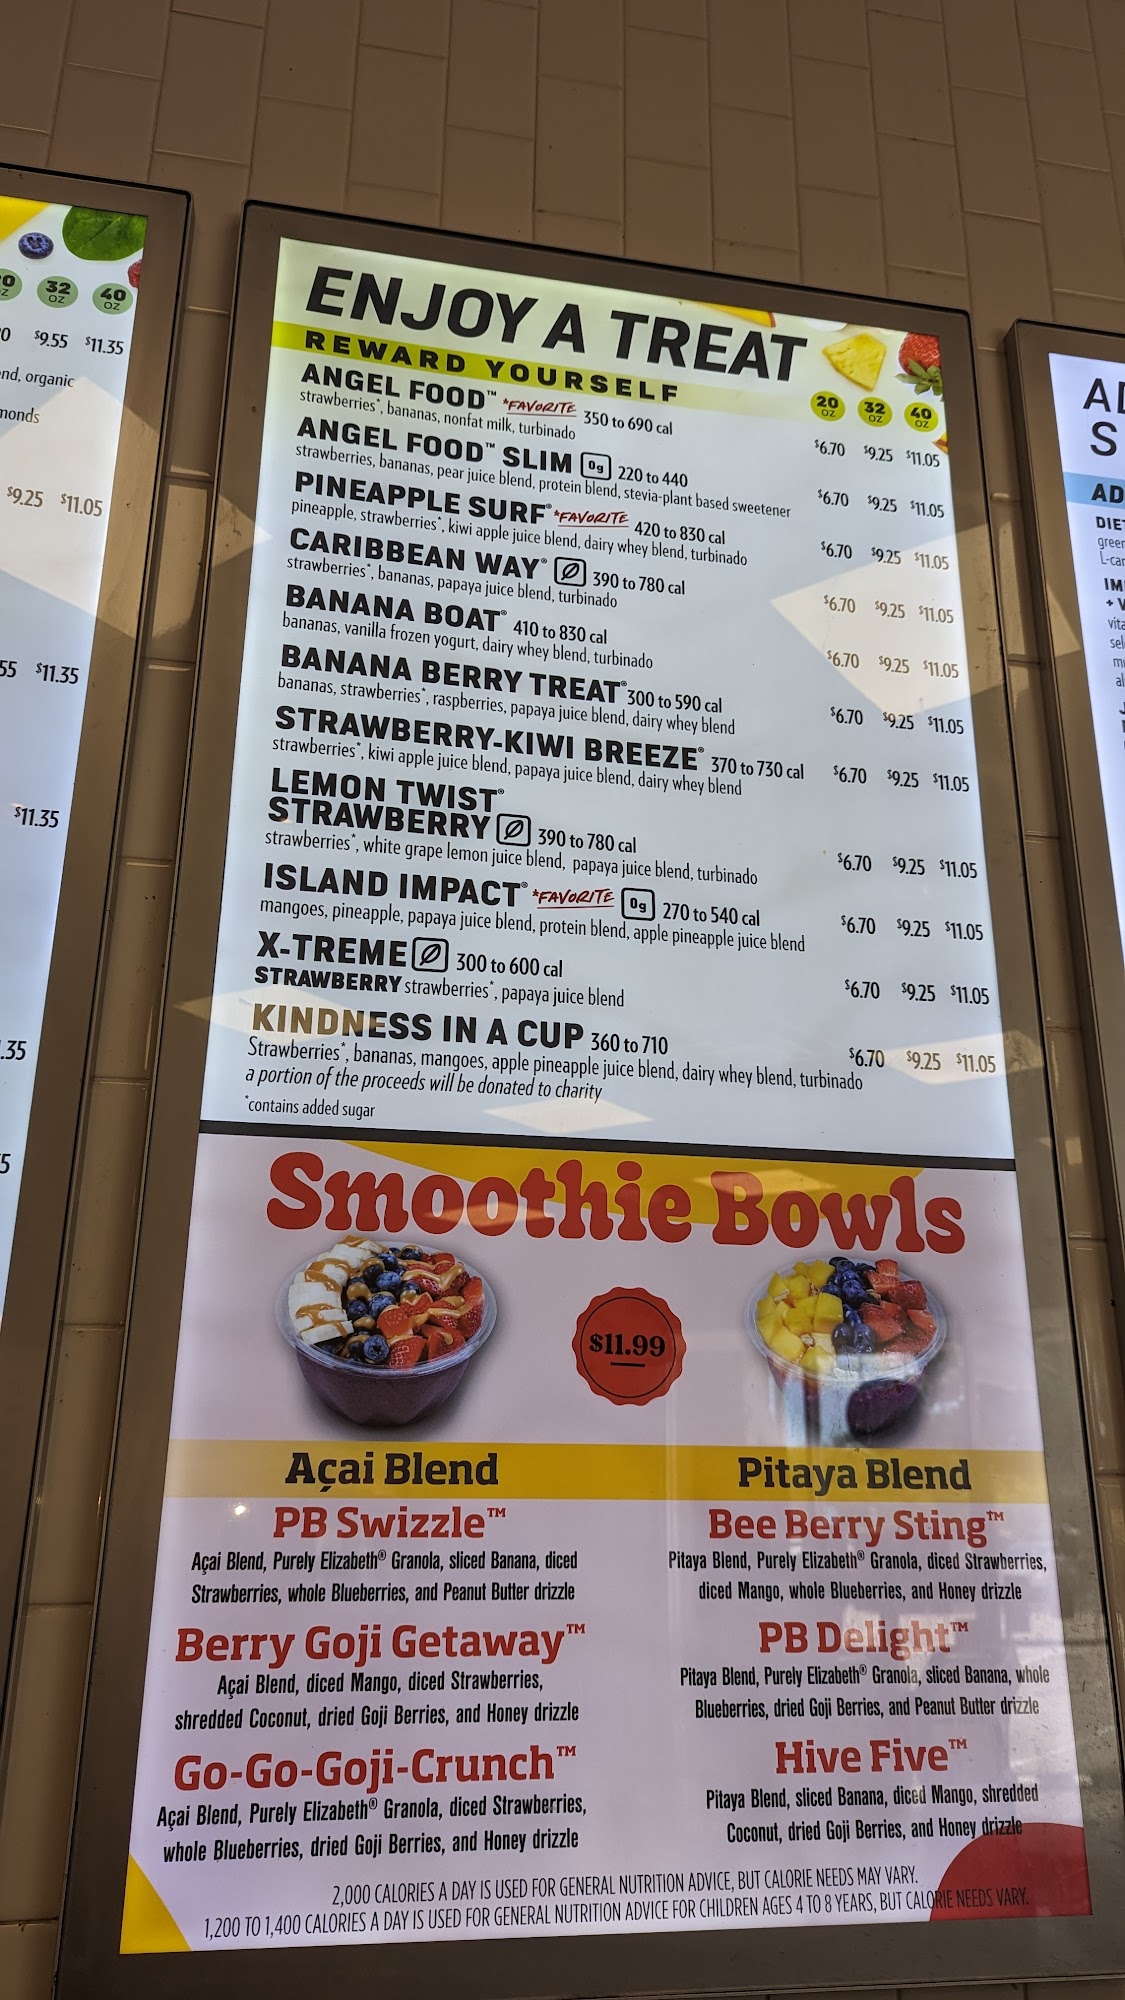 20 OZ 32 OZ 40 OZ
$9.55 $11.35
organic
$9.25 $11.05
$11.35
$11.35
ENJOY A TREAT
REWARD YOURSELF
20 OZ 32 OZ 40 OZ
ANGEL FOOD™ *FAVORITE 350 to 690 cal $6.70 $9.25 $11.05
strawberries*, bananas, nonfat milk, turbinado
ANGEL FOOD™ SLIM 0g 220 to 440 $6.70 $9.25 $11.05
strawberries, bananas, pear juice blend, protein blend, stevia-plant based sweetener
PINEAPPLE SURF® *FAVORITE 420 to 830 cal $6.70 $9.25 $11.05
pineapple, strawberries*, kiwi apple juice blend, dairy whey blend, turbinado
CARIBBEAN WAY® 390 to 780 cal $6.70 $9.25 $11.05
strawberries*, bananas, papaya juice blend, turbinado
BANANA BOAT® 410 to 830 cal $6.70 $9.25 $11.05
bananas, vanilla frozen yogurt, dairy whey blend, turbinado
BANANA BERRY TREAT® 300 to 590 cal $6.70 $9.25 $11.05
bananas, strawberries*, raspberries, papaya juice blend, dairy whey blend
STRAWBERRY-KIWI BREEZE® 370 to 730 cal $6.70 $9.25 $11.05
strawberries*, kiwi apple juice blend, papaya juice blend, dairy whey blend
LEMON TWIST®
STRAWBERRY 390 to 780 cal $6.70 $9.25 $11.05
strawberries*, white grape lemon juice blend, papaya juice blend, turbinado
ISLAND IMPACT® *FAVORITE 0g 270 to 540 cal $6.70 $9.25 $11.05
mangoes, pineapple, papaya juice blend, protein blend, apple pineapple juice blend
X-TREME 300 to 600 cal $6.70 $9.25 $11.05
STRAWBERRY strawberries*, papaya juice blend
KINDNESS IN A CUP 360 to 710 $6.70 $9.25 $11.05
Strawberries*, bananas, mangoes, apple pineapple juice blend, dairy whey blend, turbinado
a portion of the proceeds will be donated to charity
*contains added sugar
Smoothie Bowls
$11.99
Açai Blend
PB Swizzle™
Açai Blend, Purely Elizabeth® Granola, sliced Banana, diced
Strawberries, whole Blueberries, and Peanut Butter drizzle
Berry Goji Getaway™
Açai Blend, diced Mango, diced Strawberries,
shredded Coconut, dried Goji Berries, and Honey drizzle
Go-Go-Goji-Crunch™
Açai Blend, Purely Elizabeth® Granola, diced Strawberries,
whole Blueberries, dried Goji Berries, and Honey drizzle
Pitaya Blend
Bee Berry Sting™
Pitaya Blend, Purely Elizabeth® Granola, diced Strawberries,
diced Mango, whole Blueberries, and Honey drizzle
PB Delight™
Pitaya Blend, Purely Elizabeth® Granola, sliced Banana, whole
Blueberries, dried Goji Berries, and Peanut Butter drizzle
Hive Five™
Pitaya Blend, sliced Banana, diced Mango, shredded
Coconut, dried Goji Berries, and Honey drizzle
2,000 CALORIES A DAY IS USED FOR GENERAL NUTRITION ADVICE, BUT CALORIE NEEDS MAY VARY.
1,200 TO 1,400 CALORIES A DAY IS USED FOR GENERAL NUTRITION ADVICE FOR CHILDREN AGES 4 TO 8 YEARS, BUT CALORIE NEEDS VARY.